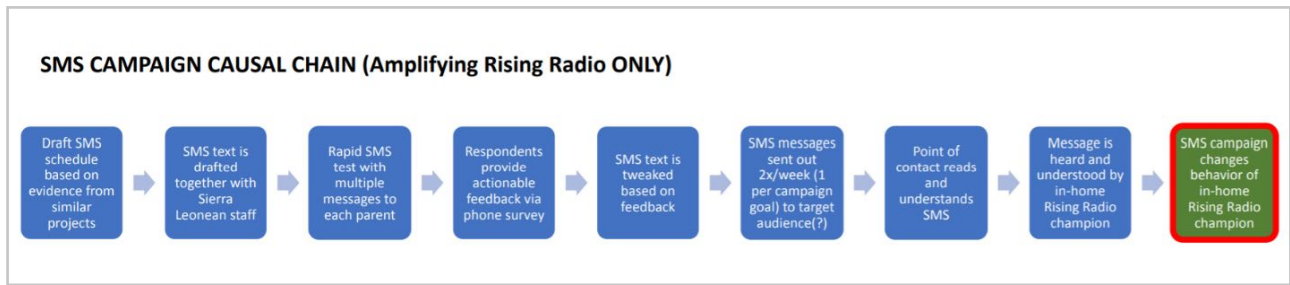 SMS CAMPAIGN CAUSAL CHAIN (Amplifying Rising Radio ONLY)
Draft SMS
schedule
based on
evidence from
similar
projects
SMS text is
drafted
together with
Sierra
Leonean staff
Rapid SMS
test with
multiple
messages to
each parent
Respondents
provide
actionable
feedback via
phone survey
SMS text is
tweaked
based on
feedback
SMS messages
sent out
2x/week (1
per campaign
goal) to target
audience(?)
Point of
contact reads
and
understands
SMS
Message is
heard and
understood by
in-home
Rising Radio
champion
SMS campaign
changes
behavior of
in-home
Rising Radio
champion